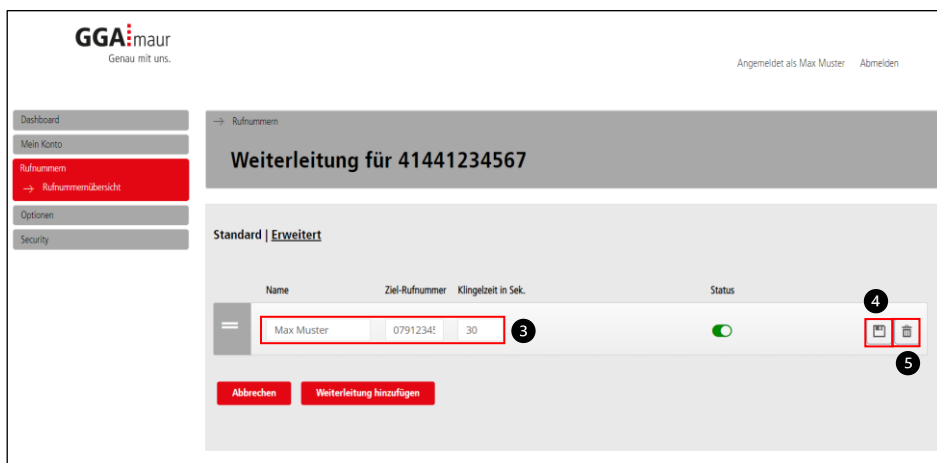 GGA maur
Genau mit uns.
Angemeldet als Max Muster Abmelden
Dashboard
Mein Konto
Rufnummern
→ Rufnummernübersicht
Optionen
Security
→ Rufnummern
Weiterleitung für 41441234567
Standard | Erweitert
Name Ziel-Rufnummer Klingelzeit in Sek. Status
Max Muster 07912345 30
3
4
5
Abbrechen Weiterleitung hinzufügen